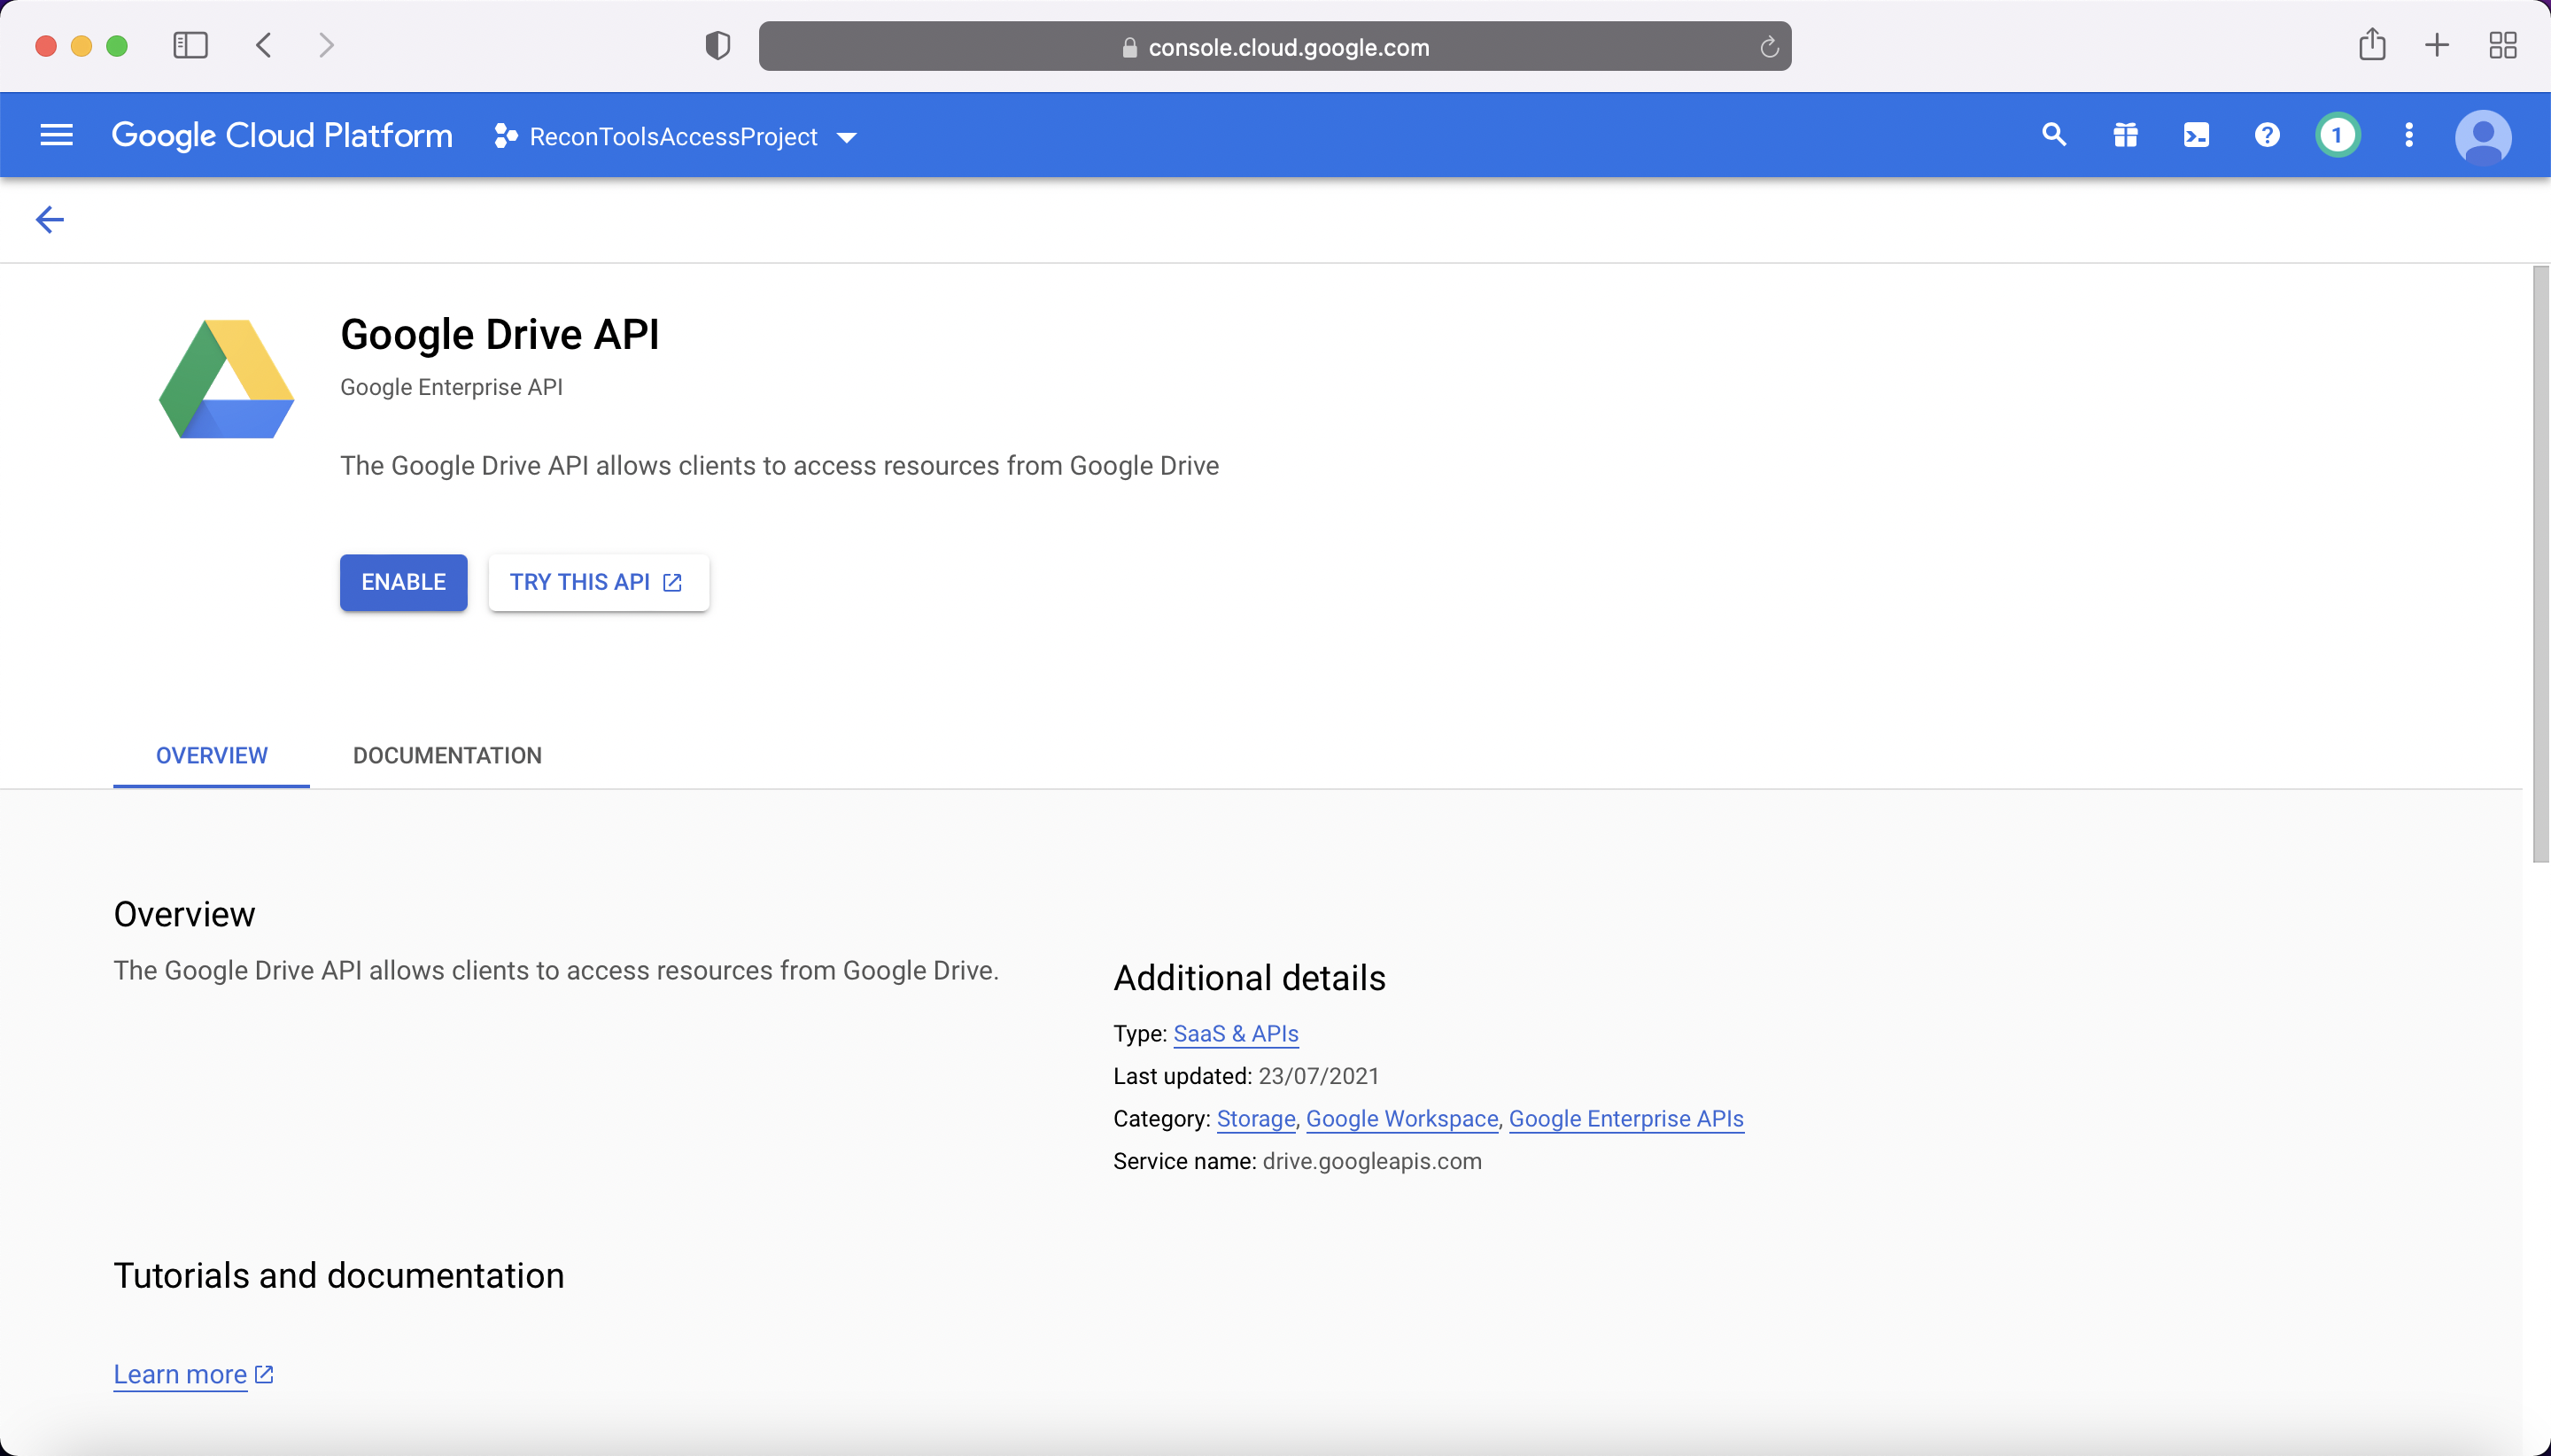 console.cloud.google.com
Google Cloud Platform ReconToolsAccessProject
? 1
Google Drive API
Google Enterprise API
The Google Drive API allows clients to access resources from Google Drive
ENABLE TRY THIS API
OVERVIEW DOCUMENTATION
Overview
The Google Drive API allows clients to access resources from Google Drive.
Additional details
Type: SaaS & APIs
Last updated: 23/07/2021
Category: Storage, Google Workspace, Google Enterprise APIs
Service name: drive.googleapis.com
Tutorials and documentation
Learn more